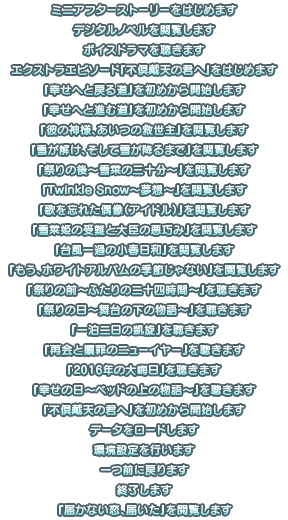 ミニアフターストーリーをはじめます
デジタルノベルを閲覧します
ボイスドラマを聴きます
エクストラエピソード『不倶戴天の君へ』をはじめます
『幸せへと戻る道』を初めから開始します
『幸せへと進む道』を初めから開始します
『彼の神様、あいつの救世主』を閲覧します
『雪が解け、そして雪が降るまで』を閲覧します
『祭りの後～雪菜の三十分～』を閲覧します
『Twinkle Snow～夢想～』を閲覧します
『歌を忘れた偶像（アイドル）』を閲覧します
『雪菜姫の受難と大臣の悪巧み』を閲覧します
『台風一過の小春日和』を閲覧します
『もう、ホワイトアルバムの季節じゃない』を閲覧します
『祭りの前～ふたりの二十四時間～』を聴きます
『祭りの日～舞台の下の物語～』を聴きます
『一泊二日の凱旋』を聴きます
『再会と贖罪のニューイヤー』を聴きます
『2016年の大晦日』を聴きます
『幸せの日～ベッドの上の物語～』を聴きます
『不倶戴天の君へ』を初めから開始します
データをロードします
環境設定を行います
一つ前に戻ります
終了します
『届かない恋、届いた』を閲覧します